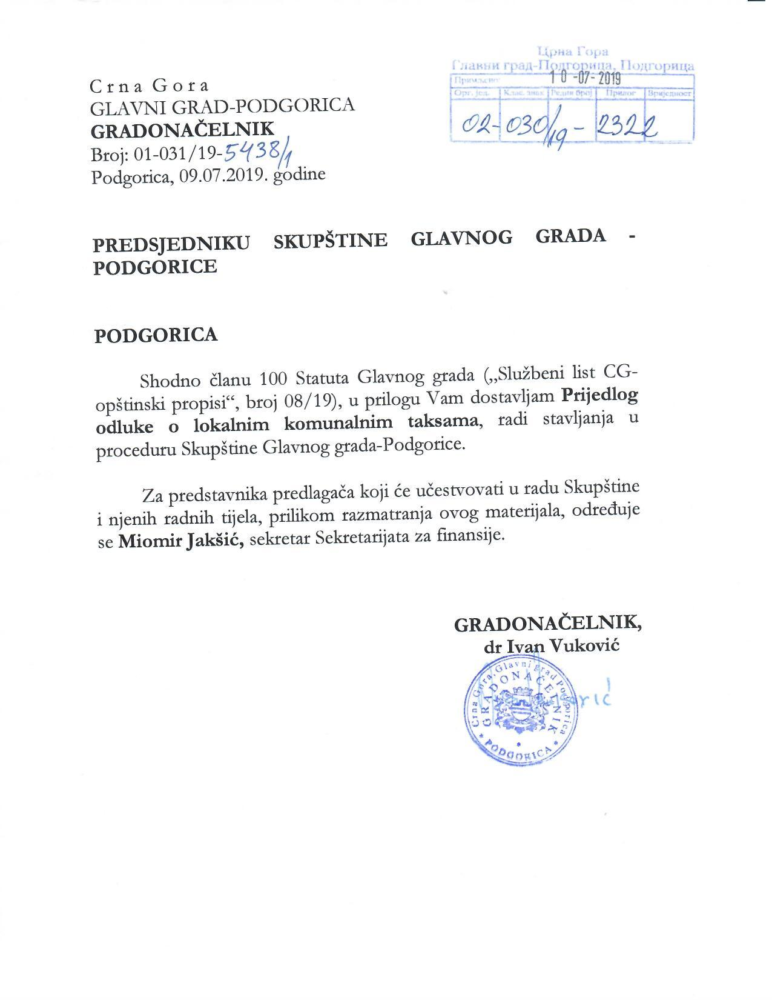 Црна Гора
Главни град-Подгорица, Подгорица
Примљено: 10-07-2019
Орг. јед. Клас. знак Редни број Прилог Вриједност
02- 030/19 - 2322
Crna Gora
GLAVNI GRAD-PODGORICA
GRADONAČELNIK
Broj: 01-031/19-5438/1
Podgorica, 09.07.2019. godine
PREDSJEDNIKU SKUPŠTINE GLAVNOG GRADA -
PODGORICE
PODGORICA
Shodno članu 100 Statuta Glavnog grada („Službeni list CG-
opštinski propisi“, broj 08/19), u prilogu Vam dostavljam Prijedlog
odluke o lokalnim komunalnim taksama, radi stavljanja u
proceduru Skupštine Glavnog grada-Podgorice.
Za predstavnika predlagača koji će učestvovati u radu Skupštine
i njenih radnih tijela, prilikom razmatranja ovog materijala, određuje
se Miomir Jakšić, sekretar Sekretarijata za finansije.
GRADONAČELNIK,
dr Ivan Vuković
Crna Gora, Glavni grad Podgorica
GRADONAČELNIK
* PODGORICA *